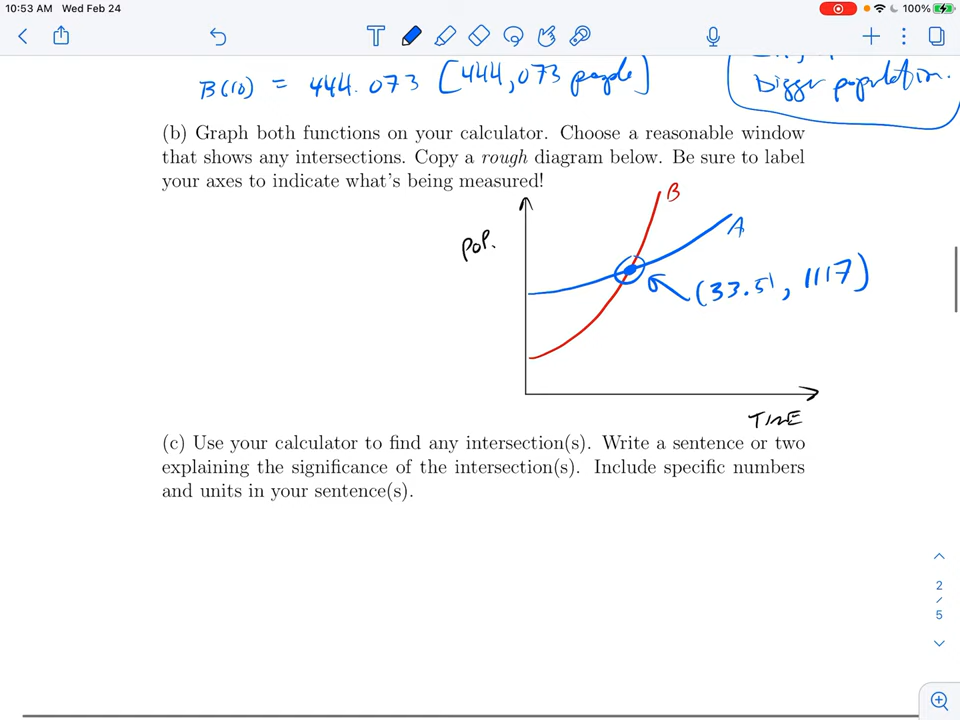 10:53 AM Wed Feb 24
100%
T
B(10) = 444.073 [444,073 people]
Bigger population.
(b) Graph both functions on your calculator. Choose a reasonable window
that shows any intersections. Copy a rough diagram below. Be sure to label
your axes to indicate what's being measured!
B
A
POP.
(33.51, 1117)
TIME
(c) Use your calculator to find any intersection(s). Write a sentence or two
explaining the significance of the intersection(s). Include specific numbers
and units in your sentence(s).
2
/
5